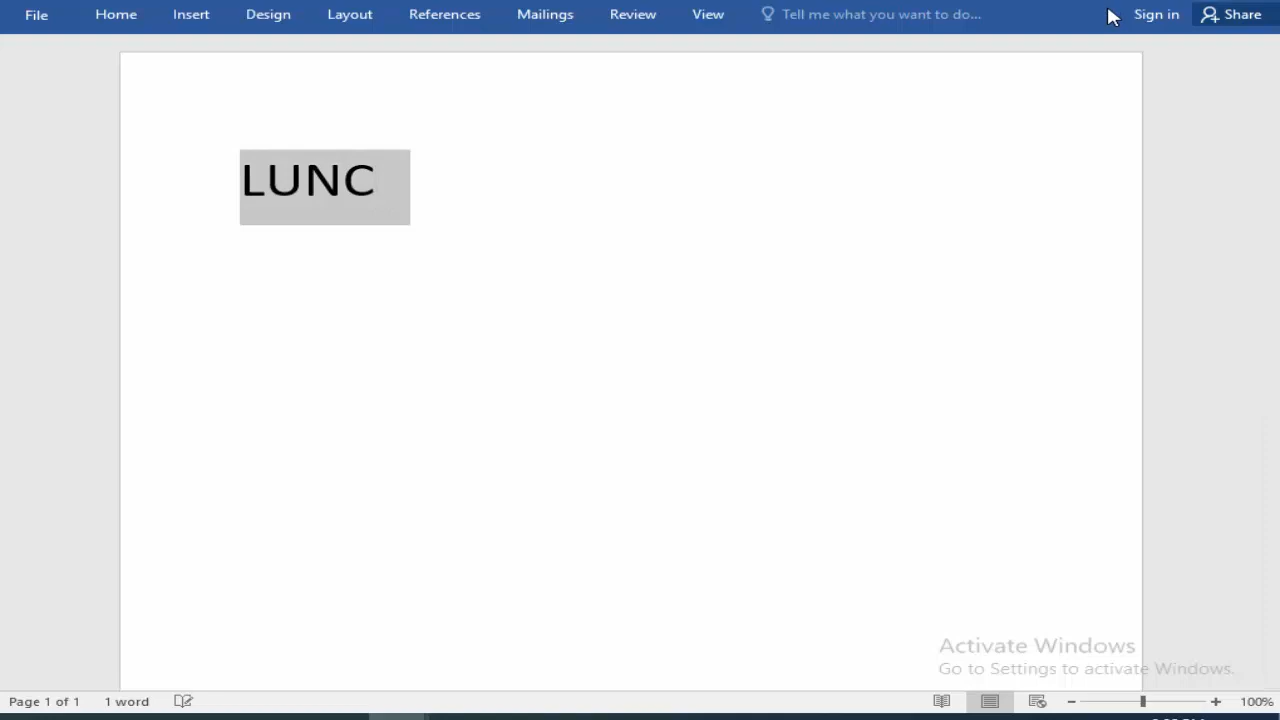 File Home Insert Design Layout References Mailings Review View Tell me what you want to do... Sign in Share
LUNC
Activate Windows
Go to Settings to activate Windows.
Page 1 of 1 1 word 100%